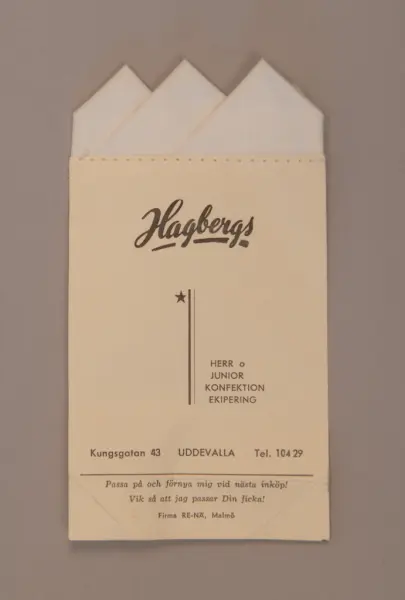 Hagbergs
HERR o
JUNIOR
KONFEKTION
EKIPERING
Kungsgatan 43 UDDEVALLA Tel. 104 29
Passa på och förnya mig vid nästa inköp!
Vik så att jag passar Din ficka!
Firma RE-NÄ, Malmö